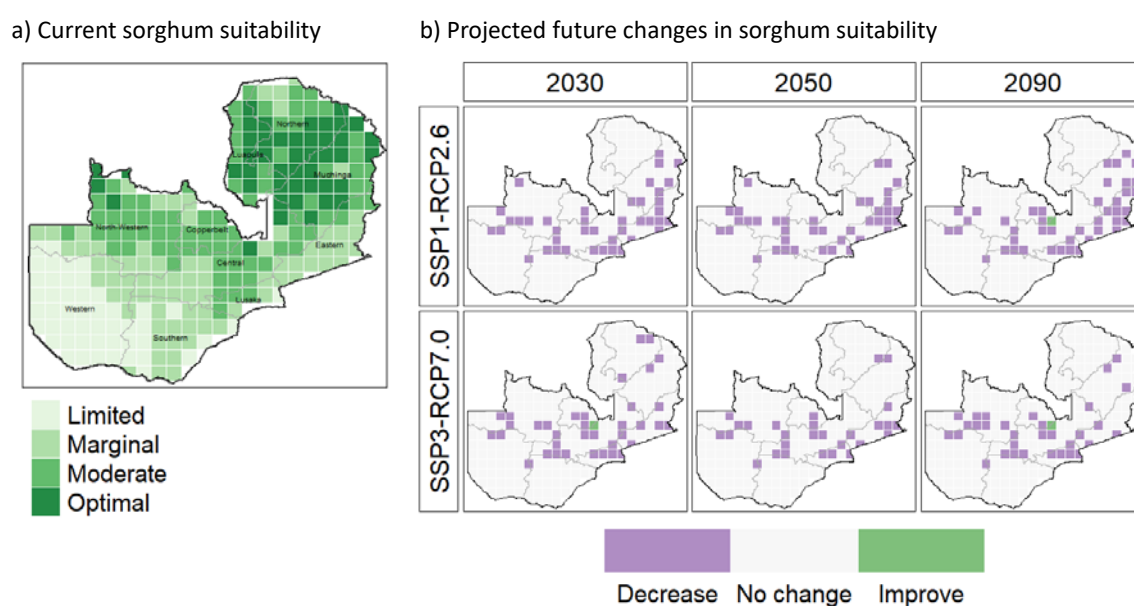 a) Current sorghum suitability
Northern
Luapula
Muchinga
North-Western
Copperbelt
Eastern
Central
Western
Lusaka
Southern
Limited
Marginal
Moderate
Optimal
b) Projected future changes in sorghum suitability
2030
2050
2090
SSP1-RCP2.6
SSP3-RCP7.0
Decrease
No change
Improve